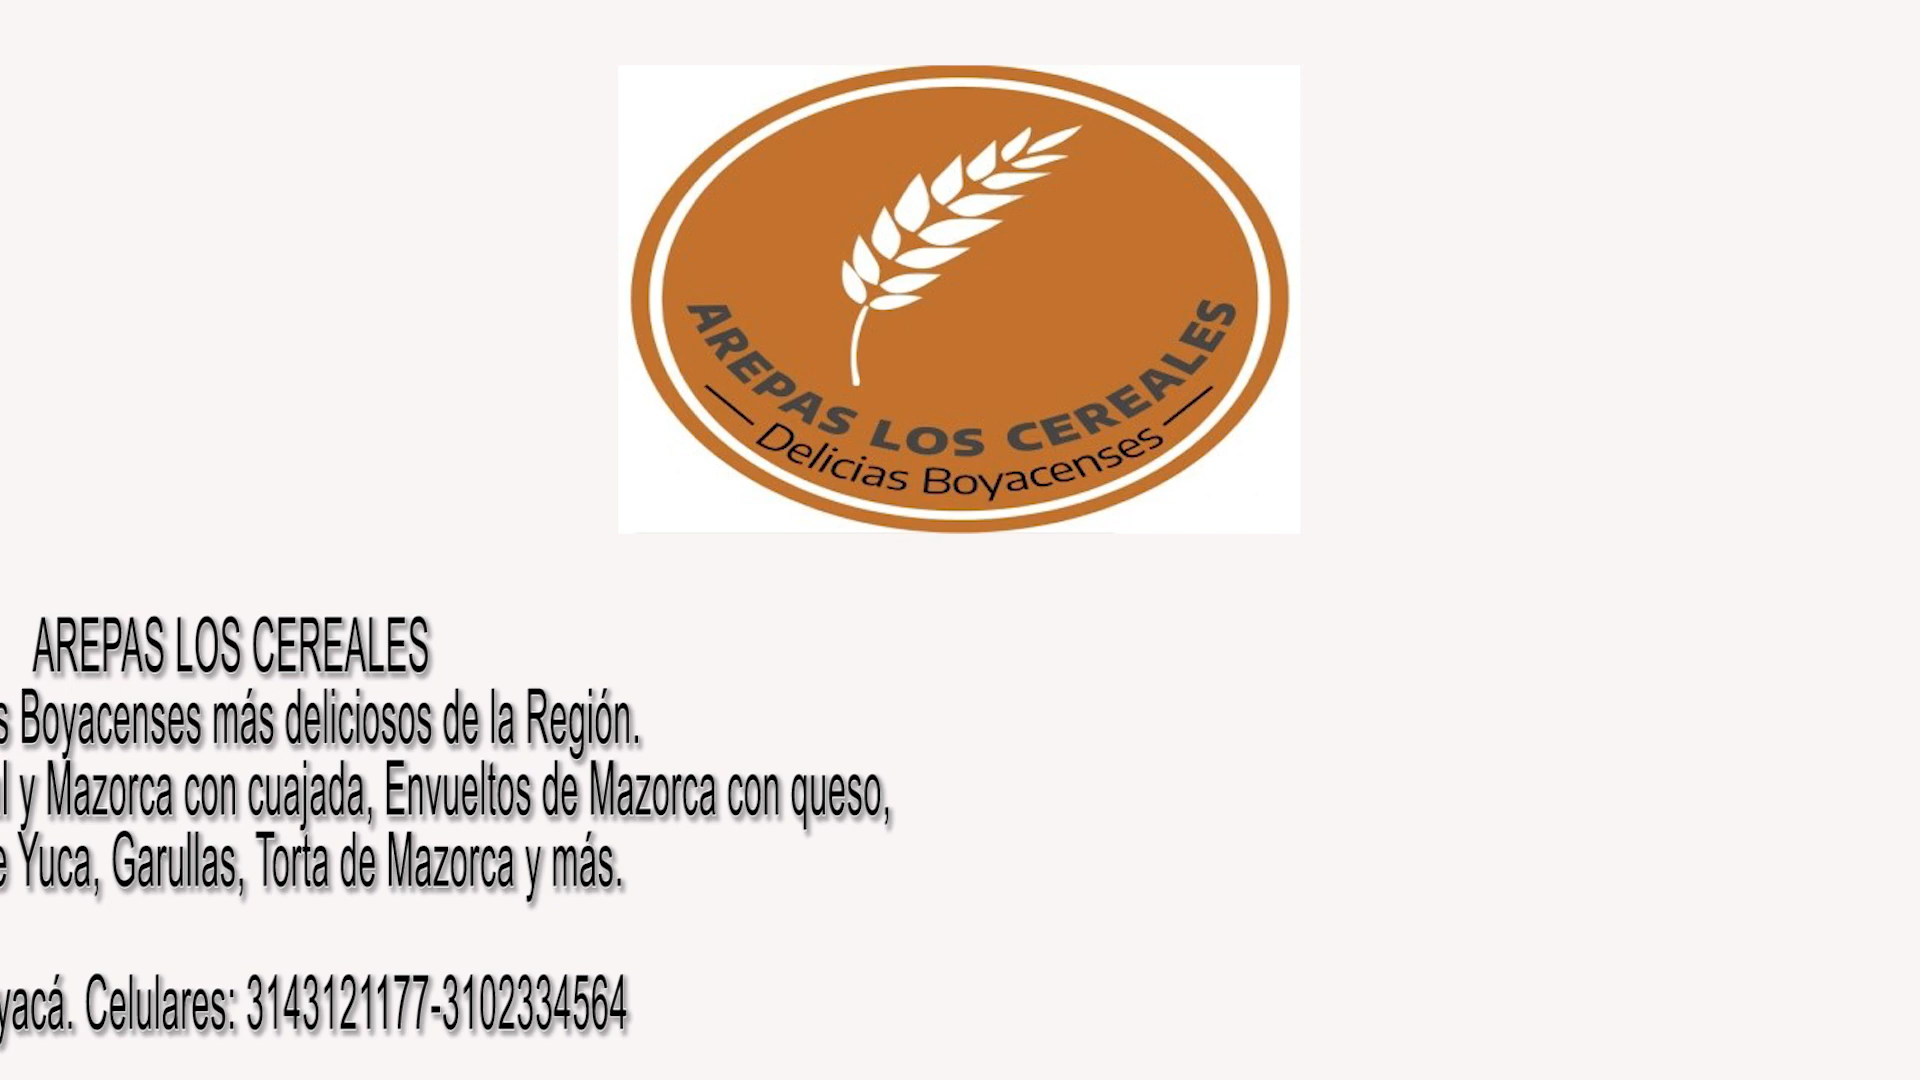 AREPAS LOS CEREALES
Delicias Boyacenses
AREPAS LOS CEREALES
Boyacenses más deliciosos de la Región.
y Mazorca con cuajada, Envueltos de Mazorca con queso,
Yuca, Garullas, Torta de Mazorca y más.
Celulares: 3143121177-3102334564